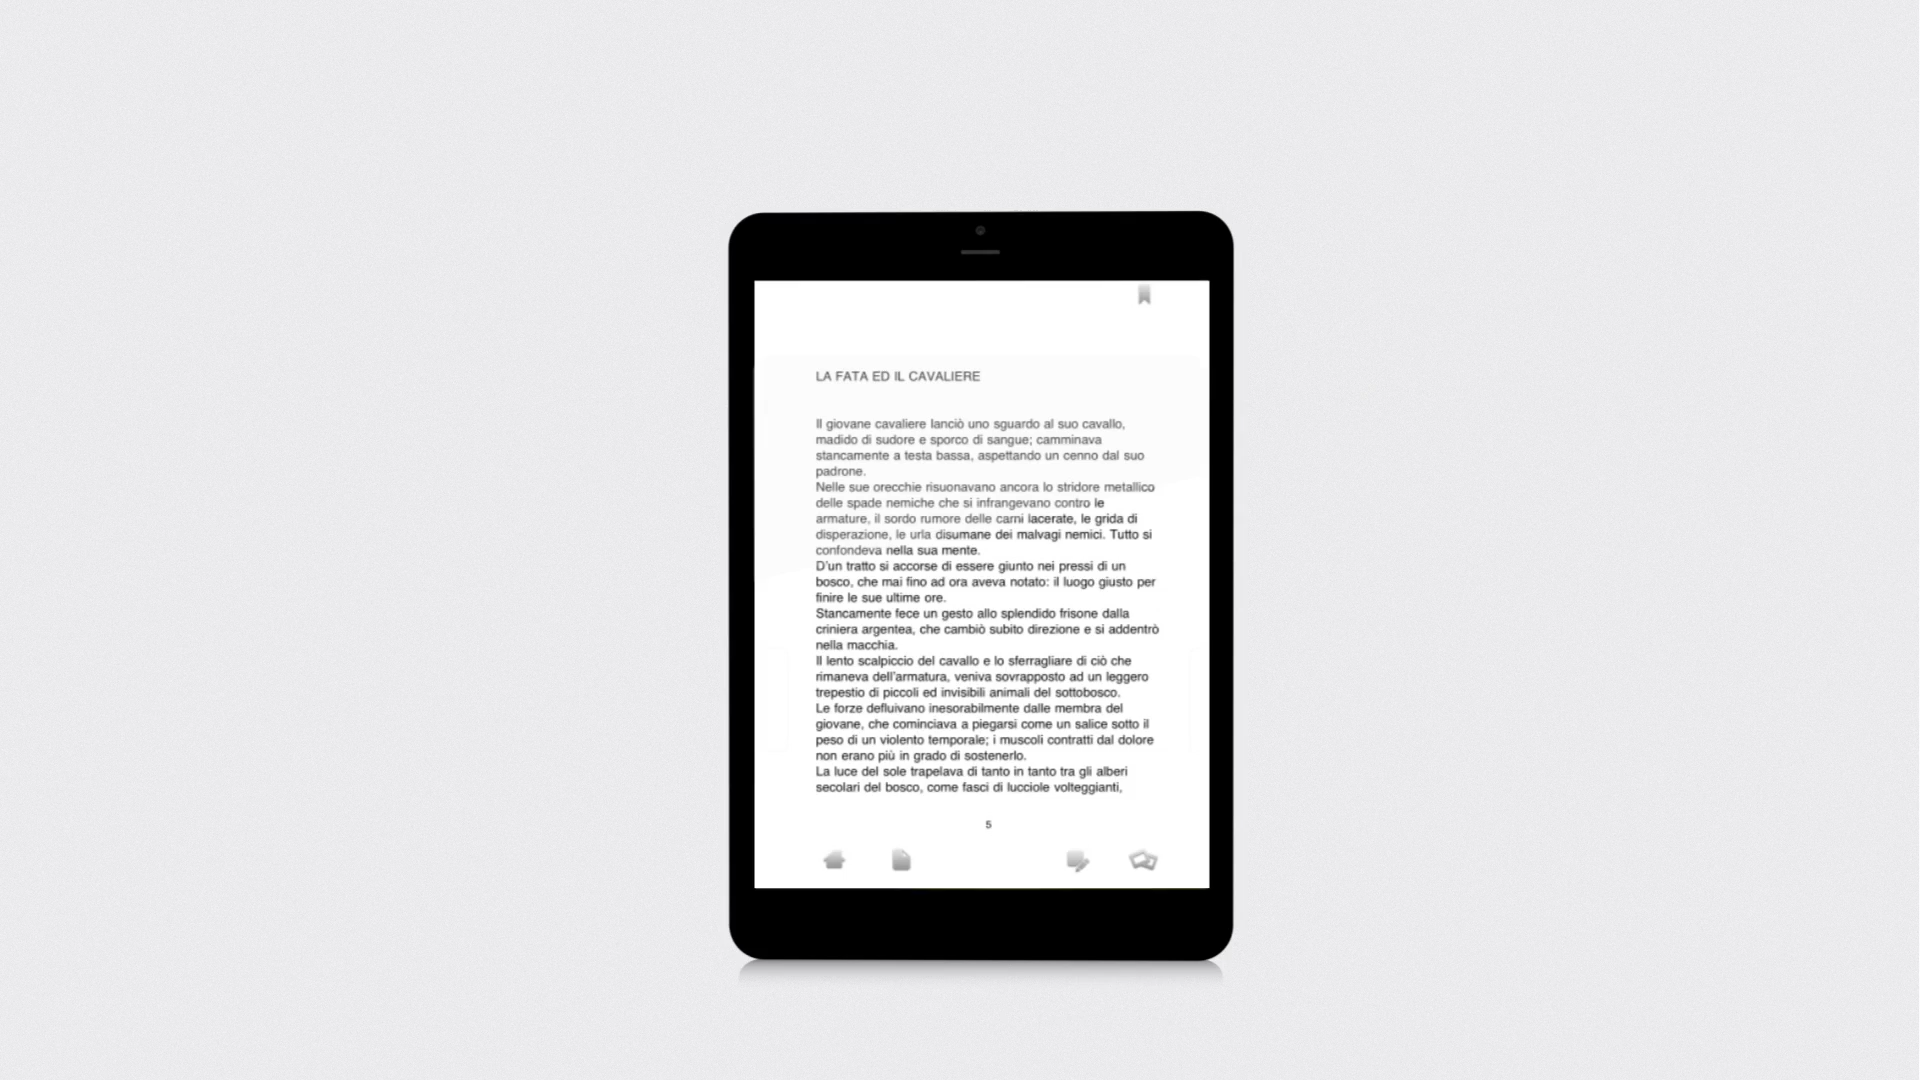 LA FATA ED IL CAVALIERE
Il giovane cavaliere lanciò uno sguardo al suo cavallo,
madido di sudore e sporco di sangue; camminava
stancamente a testa bassa, aspettando un cenno dal suo
padrone.
Nelle sue orecchie risuonavano ancora lo stridore metallico
delle spade nemiche che si infrangevano contro le
armature, il sordo rumore delle carni lacerate, le grida di
disperazione, le urla disumane dei malvagi nemici. Tutto si
confondeva nella sua mente.
D'un tratto si accorse di essere giunto nei pressi di un
bosco, che mai fino ad ora aveva notato: il luogo giusto per
finire le sue ultime ore.
Stancamente fece un gesto allo splendido frisone dalla
criniera argentea, che cambiò subito direzione e si addentrò
nella macchia.
Il lento scalpiccio del cavallo e lo sferragliare di ciò che
rimaneva dell'armatura, veniva sovrapposto ad un leggero
trepestio di piccoli ed invisibili animali del sottobosco.
Le forze defluivano inesorabilmente dalle membra del
giovane, che cominciava a piegarsi come un salice sotto il
peso di un violento temporale; i muscoli contratti dal dolore
non erano più in grado di sostenerlo.
La luce del sole trapelava di tanto in tanto tra gli alberi
secolari del bosco, come fasci di lucciole volteggianti,
5